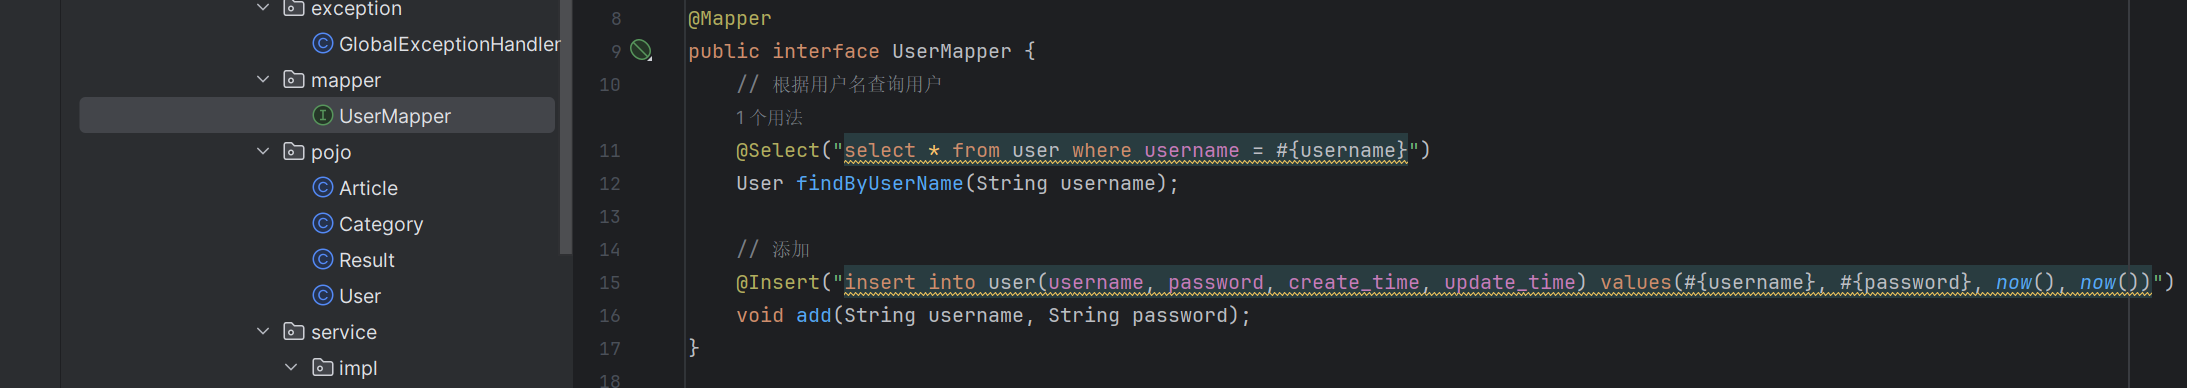 exception
GlobalExceptionHandler
mapper
UserMapper
pojo
Article
Category
Result
User
service
impl
8 @Mapper
9 public interface UserMapper {
10 // 根据用户名查询用户
1 个用法
11 @Select("select * from user where username = #{username}")
12 User findByUserName(String username);
13
14 // 添加
15 @Insert("insert into user(username, password, create_time, update_time) values(#{username}, #{password}, now(), now())")
16 void add(String username, String password);
17 }
18